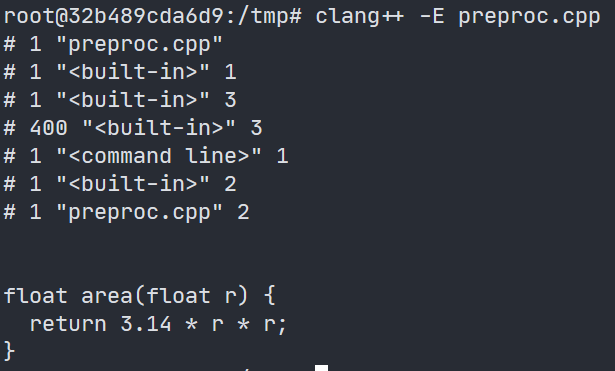 root@32b489cda6d9:/tmp# clang++ -E preproc.cpp
# 1 "preproc.cpp"
# 1 "<built-in>" 1
# 1 "<built-in>" 3
# 400 "<built-in>" 3
# 1 "<command line>" 1
# 1 "<built-in>" 2
# 1 "preproc.cpp" 2
float area(float r) {
  return 3.14 * r * r;
}